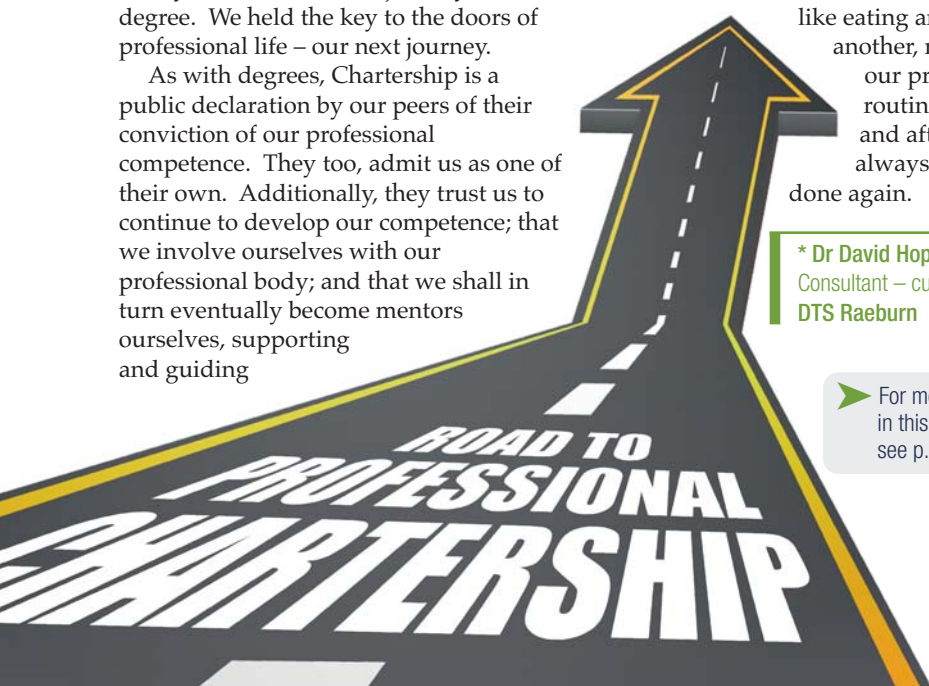 degree.  We held the key to the doors of
professional life – our next journey.
As with degrees, Chartership is a
public declaration by our peers of their
conviction of our professional
competence.  They too, admit us as one of
their own.  Additionally, they trust us to
continue to develop our competence; that
we involve ourselves with our
professional body; and that we shall in
turn eventually become mentors
ourselves, supporting
and guiding
like eating
another,
our
and
always
done again.
* Dr David
Consultant –
DTS Raeburn
For
in this
see p.
ROAD TO
PROFESSIONAL
CHARTERSHIP